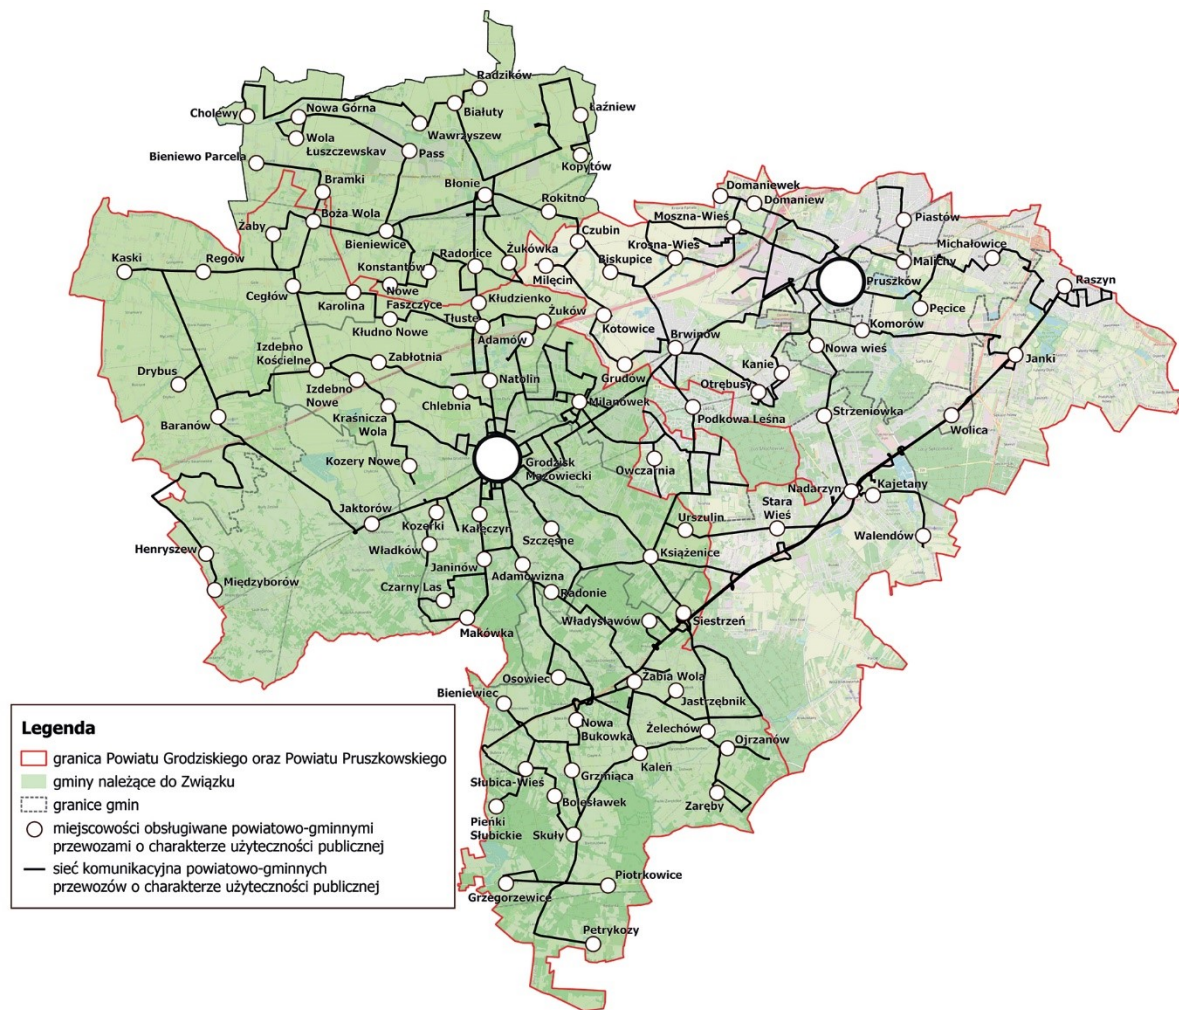 Radzików
Cholewy
Nowa Górna
Białuty
Łaźniew
Wawrzyszew
Wola
Łuszczewskav
Pass
Bieniewo Parcela
Kopytów
Bramki
Błonie
Domaniewek
Domaniew
Rokitno
Boża Wola
Moszna-Wieś
Piastów
Żaby
Bieniewice
Czubin
Krosna-Wieś
Michałowice
Żukówka
Radonice
Kaski
Regów
Konstantów
Milęcin
Biskupice
Malichy
Pruszków
Raszyn
Cegłów
Karolina
Nowe
Faszczyce
Kłudzienko
Pęcice
Kłudno Nowe
Tłuste
Żuków
Kotowice
Komorów
Adamów
Brwinów
Nowa wieś
Janki
Izdebno
Kościelne
Zabłotnia
Kanie
Drybus
Izdebno
Nowe
Natolin
Grudów
Otrębusy
Chlebnia
Milanówek
Baranów
Kraśnicza
Wola
Podkowa Leśna
Strzeniówka
Wolica
Kozery Nowe
Grodzisk
Mazowiecki
Owczarnia
Nadarzyn
Kajetany
Jaktorów
Kozerki
Kałęczyn
Urszulin
Stara
Wieś
Walendów
Henryszew
Władków
Szczęsne
Książenice
Janinów
Adamowizna
Międzyborów
Czarny Las
Radonie
Makówka
Władysławów
Siestrzeń
Osowiec
Żabia Wola
Bieniewiec
Jastrzębnik
Nowa
Bukówka
Żelechów
Ojrzanów
Słubica-Wieś
Grzmiąca
Kaleń
Bolesławek
Zaręby
Pieńki
Słubickie
Skuły
Piotrkowice
Grzegorzewice
Petrykozy
Legenda
granica Powiatu Grodziskiego oraz Powiatu Pruszkowskiego
gminy należące do Związku
granice gmin
miejscowości obsługiwane powiatowo-gminnymi
przewozami o charakterze użyteczności publicznej
sieć komunikacyjna powiatowo-gminnych
przewozów o charakterze użyteczności publicznej